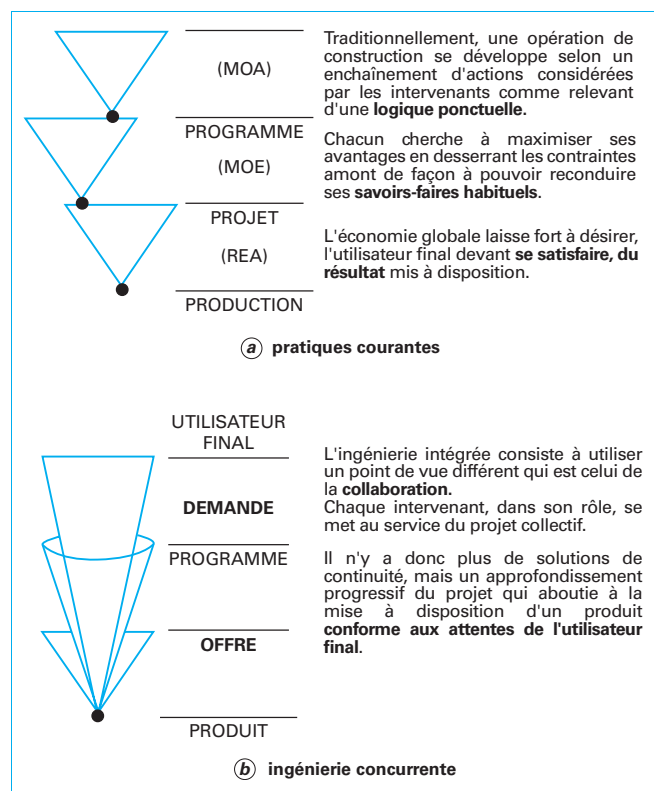 (MOA)
PROGRAMME
(MOE)
PROJET
(REA)
PRODUCTION
Traditionnellement, une opération de
construction se développe selon un
enchaînement d'actions considérées
par les intervenants comme relevant
d'une logique ponctuelle.
Chacun cherche à maximiser ses
avantages en desserrant les contraintes
amont de façon à pouvoir reconduire
ses savoirs-faires habituels.
L'économie globale laisse fort à désirer,
l'utilisateur final devant se satisfaire, du
résultat mis à disposition.
a pratiques courantes
UTILISATEUR
FINAL
DEMANDE
PROGRAMME
OFFRE
PRODUIT
L'ingénierie intégrée consiste à utiliser
un point de vue différent qui est celui de
la collaboration.
Chaque intervenant, dans son rôle, se
met au service du projet collectif.
Il n'y a donc plus de solutions de
continuité, mais un approfondissement
progressif du projet qui aboutie à la
mise à disposition d'un produit
conforme aux attentes de l'utilisateur
final.
b ingénierie concurrente